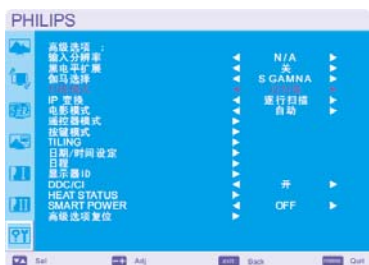 PHILIPS
高级选项 :
输入分辨率 N/A
黑电平扩展 关
伽马选择 S GAMNA
IP 变换 逐行扫描
电影模式 自动
遥控器模式
按键模式
TILING
日期/时间设定
日程
显示器ID
DDC/CI 开
HEAT STATUS
SMART POWER OFF
高级选项复位
Sel Adj EXIT Back Quit